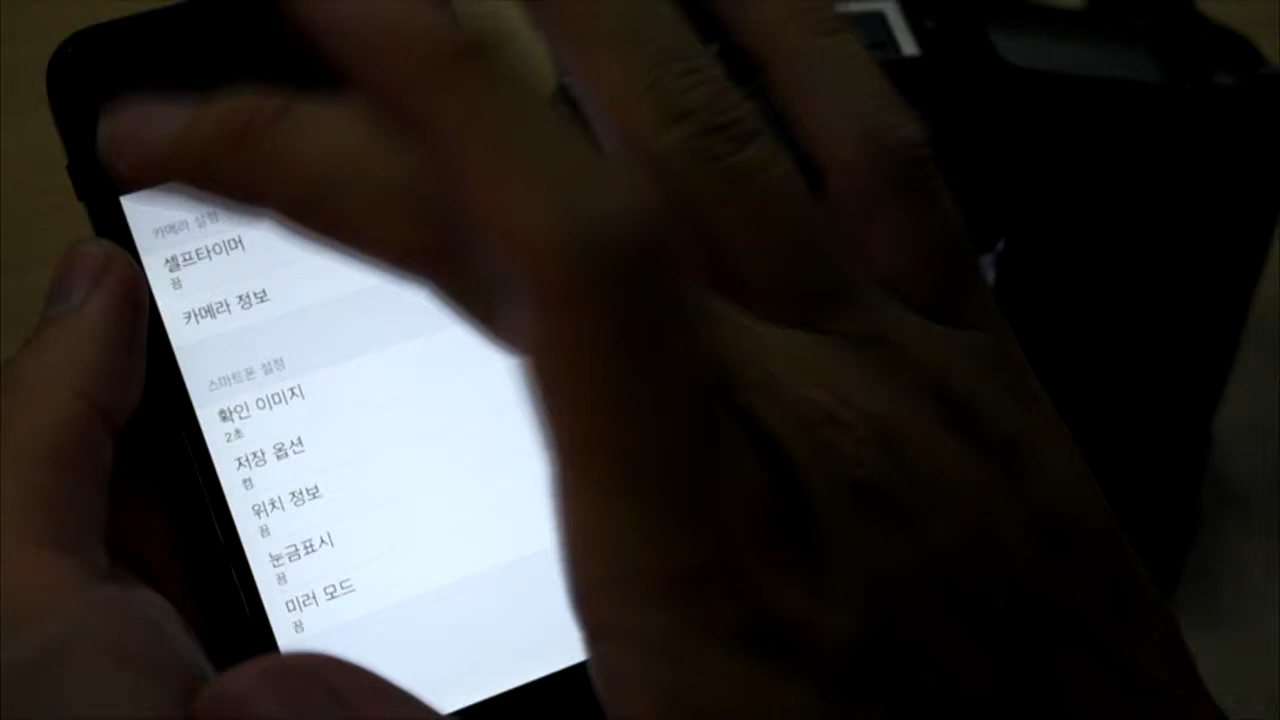 카메라 설정
셀프타이머
끔
카메라 정보
스마트폰 설정
확인 이미지
2초
저장 옵션
켬
위치 정보
끔
눈금표시
끔
미러 모드
끔